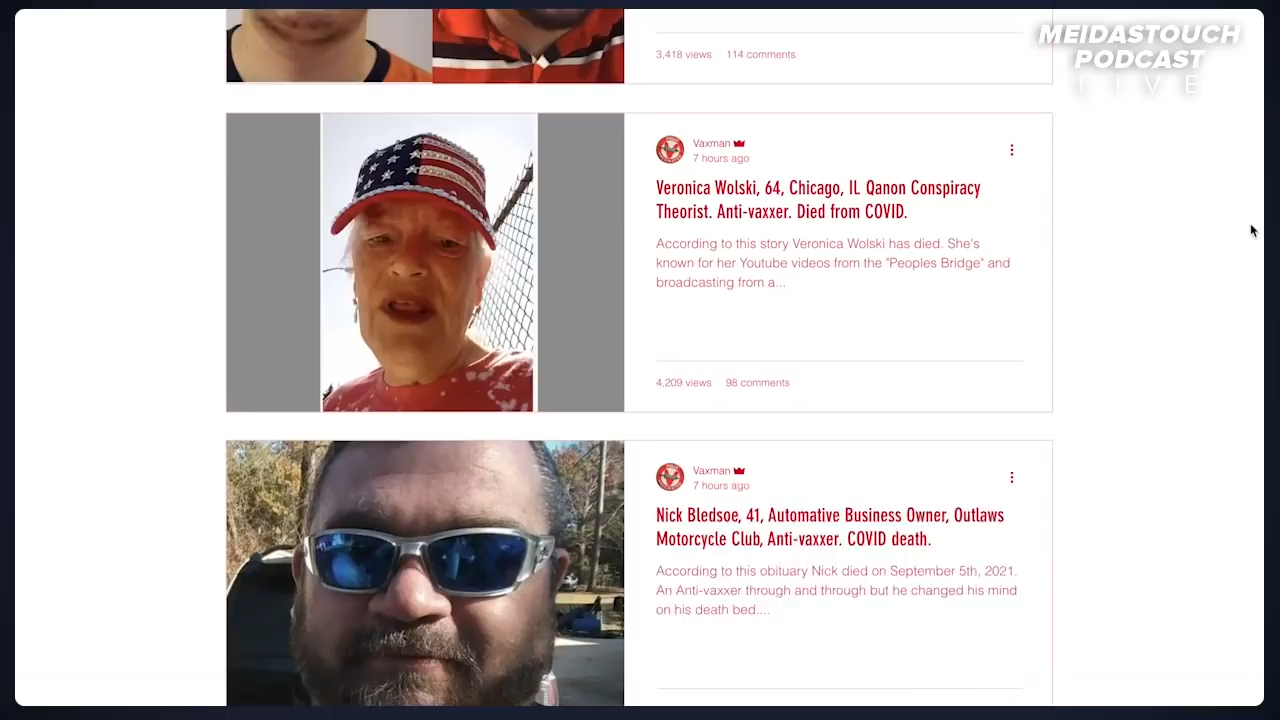 MEIDASTOUCH
PODCAST
LIVE
3,418 views 114 comments
Vaxman
7 hours ago
Veronica Wolski, 64, Chicago, IL Qanon Conspiracy
Theorist. Anti-vaxxer. Died from COVID.
According to this story Veronica Wolski has died. She's
known for her Youtube videos from the "Peoples Bridge" and
broadcasting from a...
4,209 views 98 comments
Vaxman
7 hours ago
Nick Bledsoe, 41, Automative Business Owner, Outlaws
Motorcycle Club, Anti-vaxxer. COVID death.
According to this obituary Nick died on September 5th, 2021.
An Anti-vaxxer through and through but he changed his mind
on his death bed....